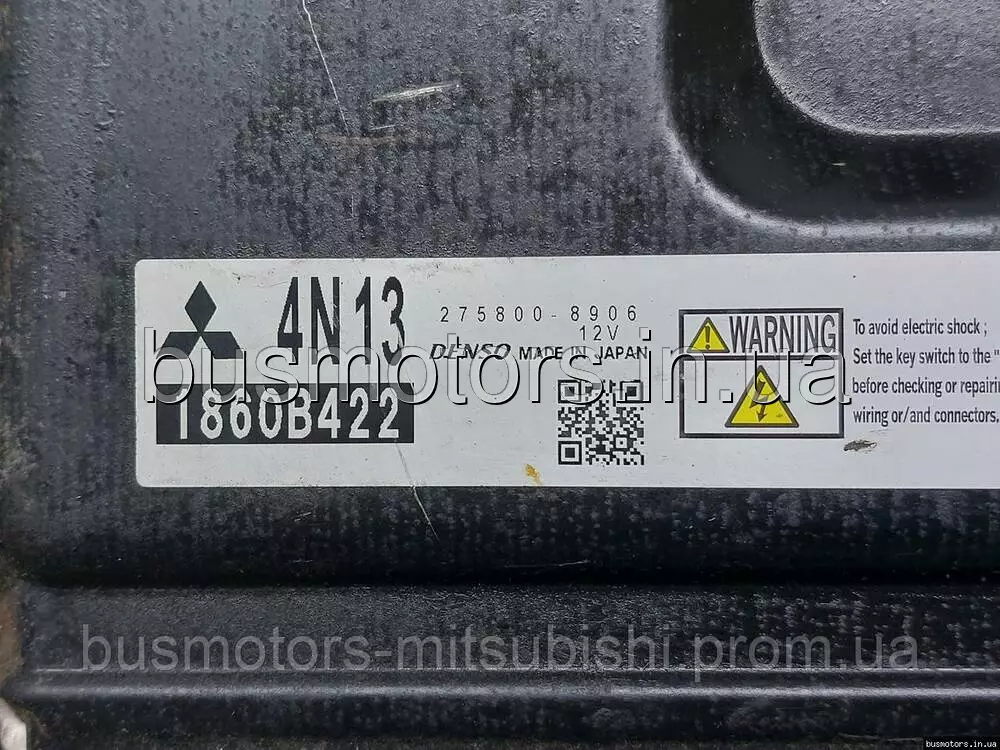 4N13
275800-8906
12V
DENSO MADE IN JAPAN
1860B422
WARNING
To avoid electric shock ;
Set the key switch to the "
before checking or repairin
wiring or/and connectors.
busmotors.in.ua
busmotors-mitsubishi.prom.ua
busmotors.in.ua